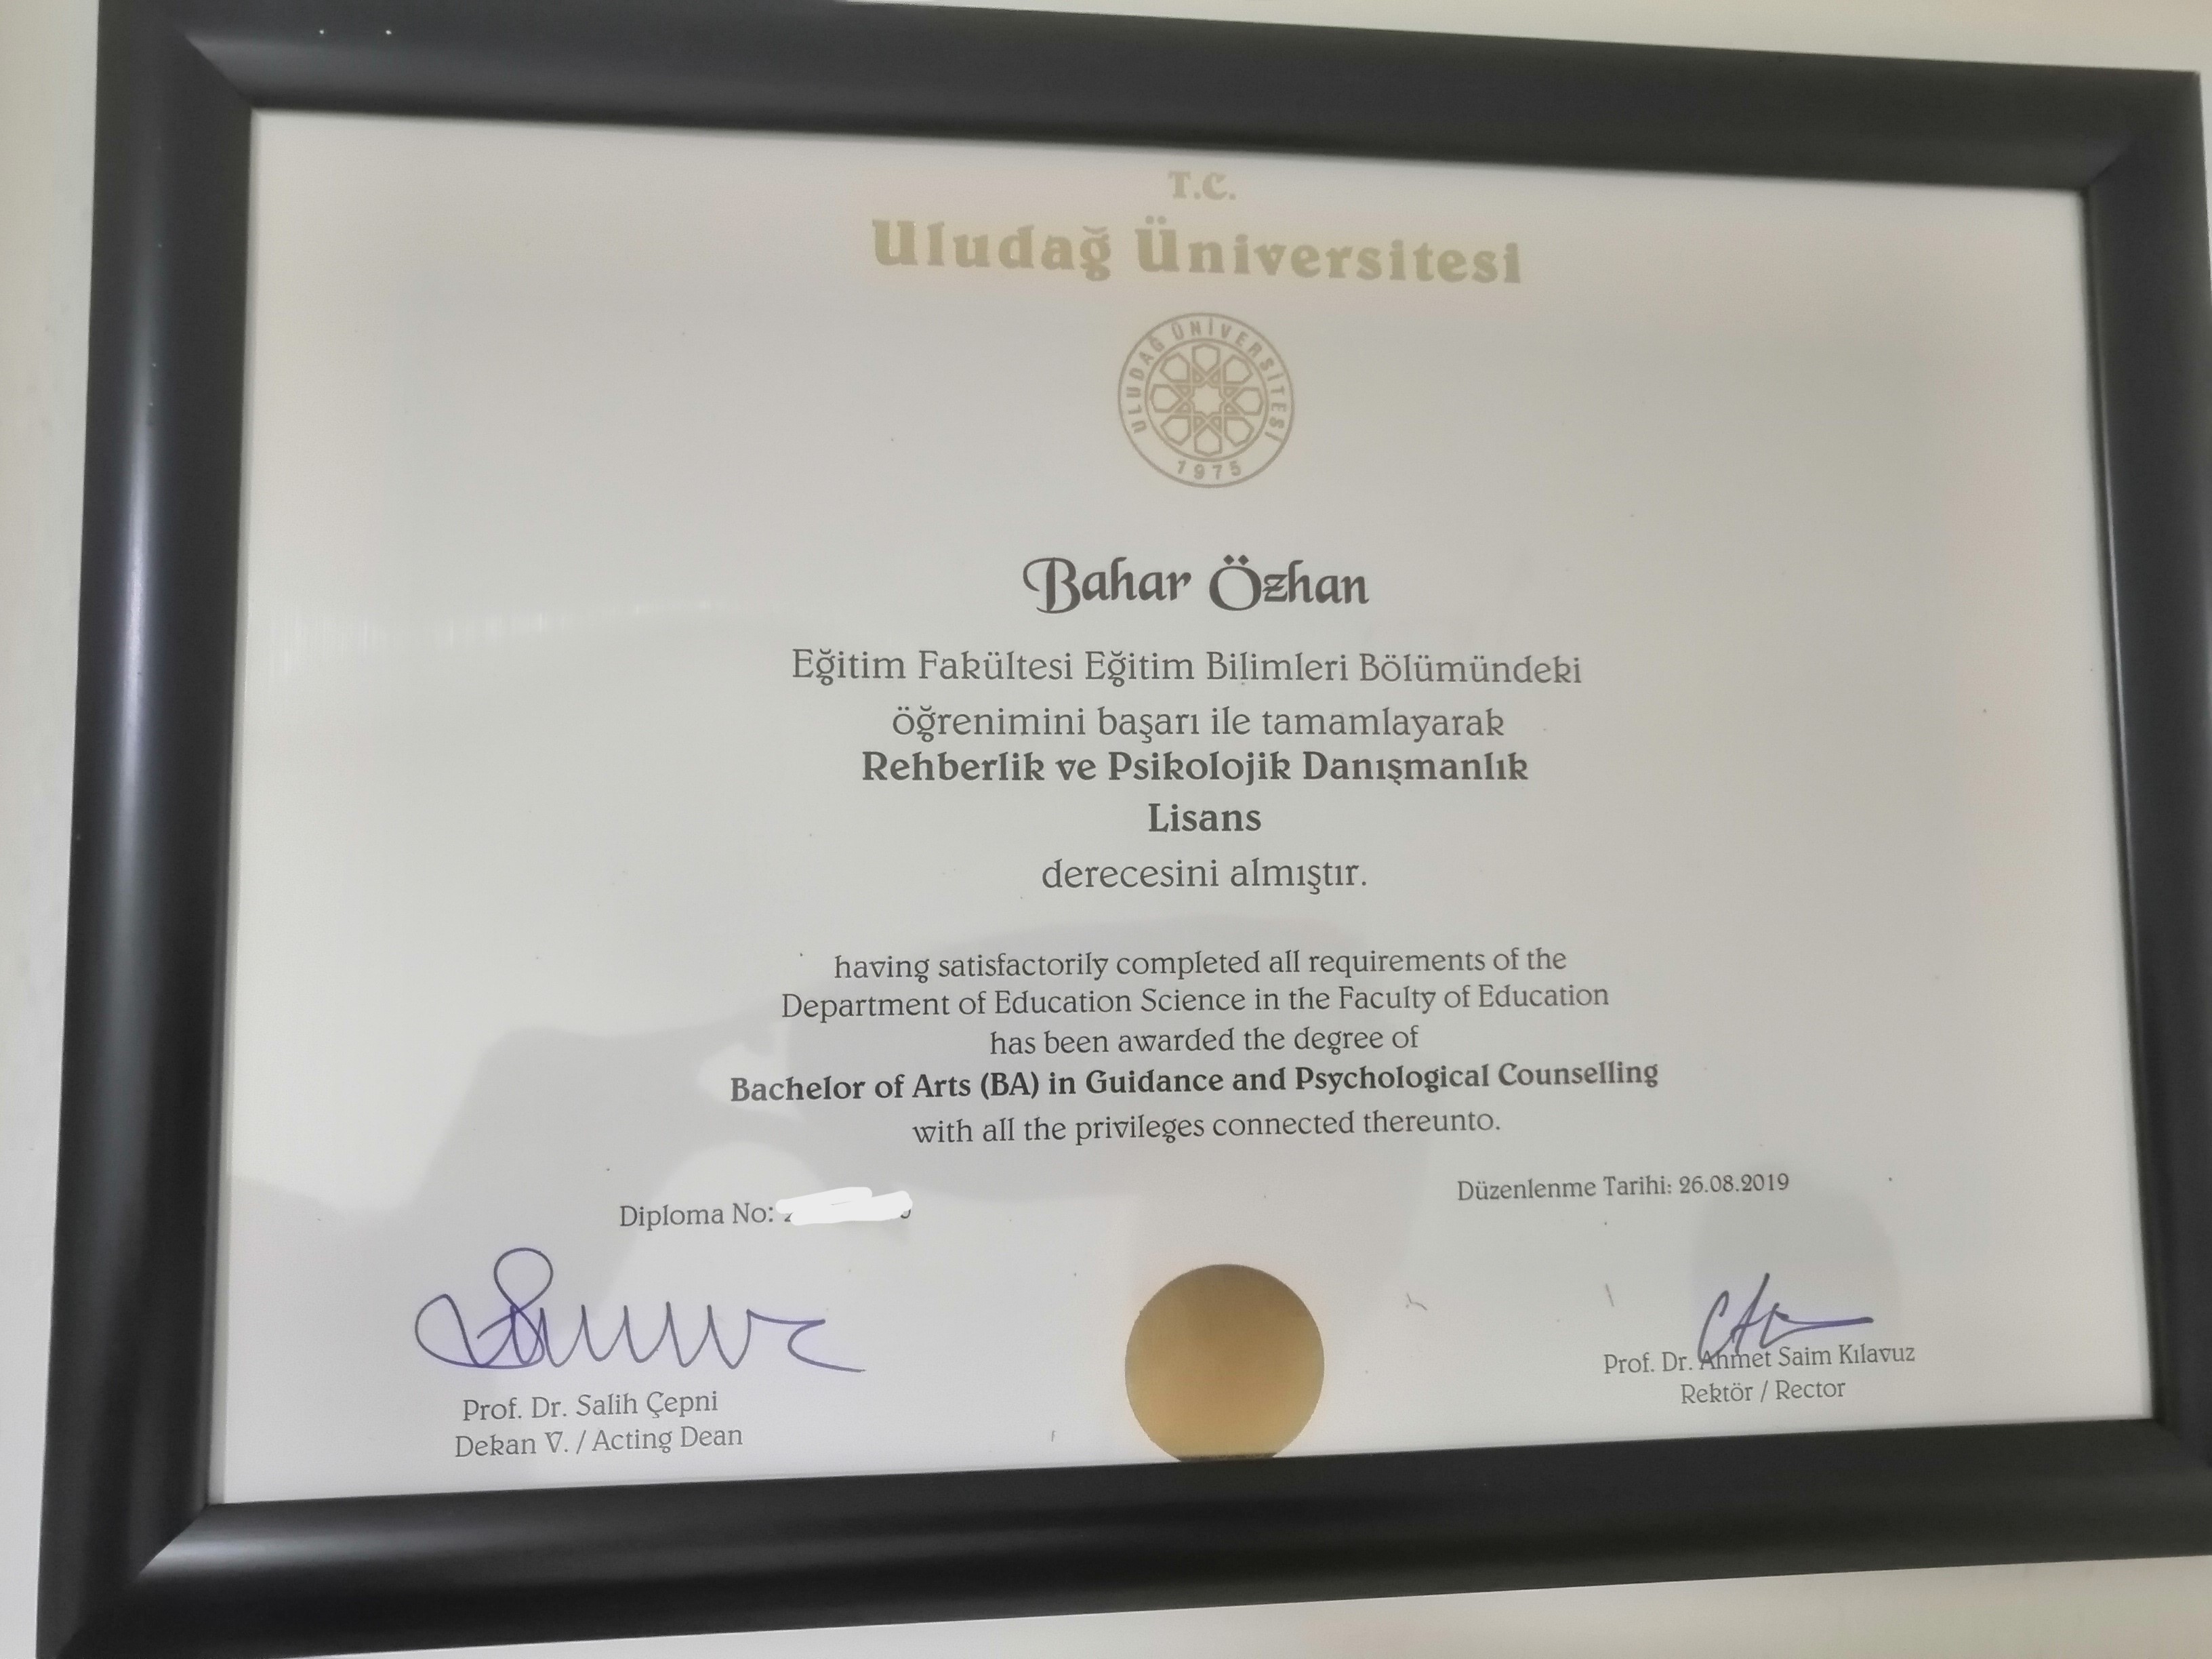 T.C.
Uludağ Üniversitesi
ULUDAĞ ÜNİVERSİTESİ
1975
Bahar Özhan
Eğitim Fakültesi Eğitim Bilimleri Bölümündeki
öğrenimini başarı ile tamamlayarak
Rehberlik ve Psikolojik Danışmanlık
Lisans
derecesini almıştır.
having satisfactorily completed all requirements of the
Department of Education Science in the Faculty of Education
has been awarded the degree of
Bachelor of Arts (BA) in Guidance and Psychological Counselling
with all the privileges connected thereunto.
Diploma No:
Düzenlenme Tarihi: 26.08.2019
Prof. Dr. Salih Çepni
Dekan V. / Acting Dean
Prof. Dr. Ahmet Saim Kılavuz
Rektör / Rector